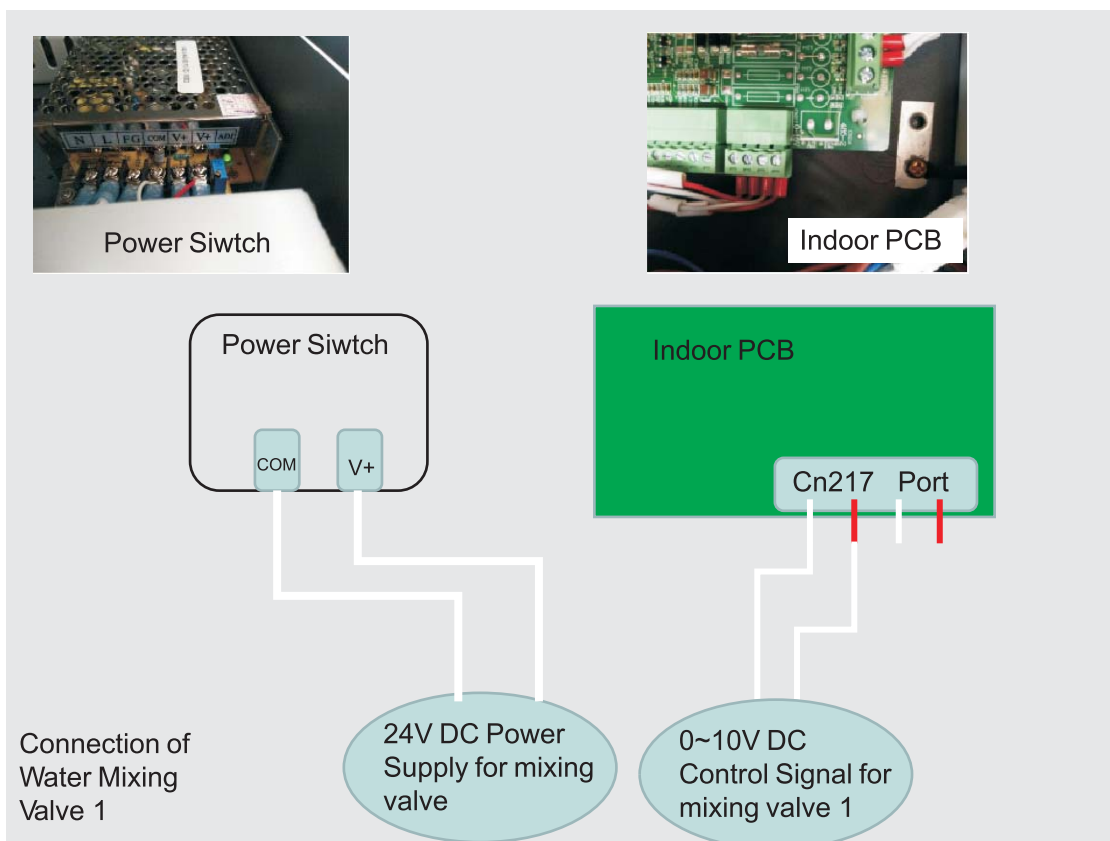 N L FG COM V+ V+ ADJ
Power Siwtch
Indoor PCB
Power Siwtch
COM
V+
Indoor PCB
Cn217 Port
Connection of
Water Mixing
Valve 1
24V DC Power
Supply for mixing
valve
0~10V DC
Control Signal for
mixing valve 1